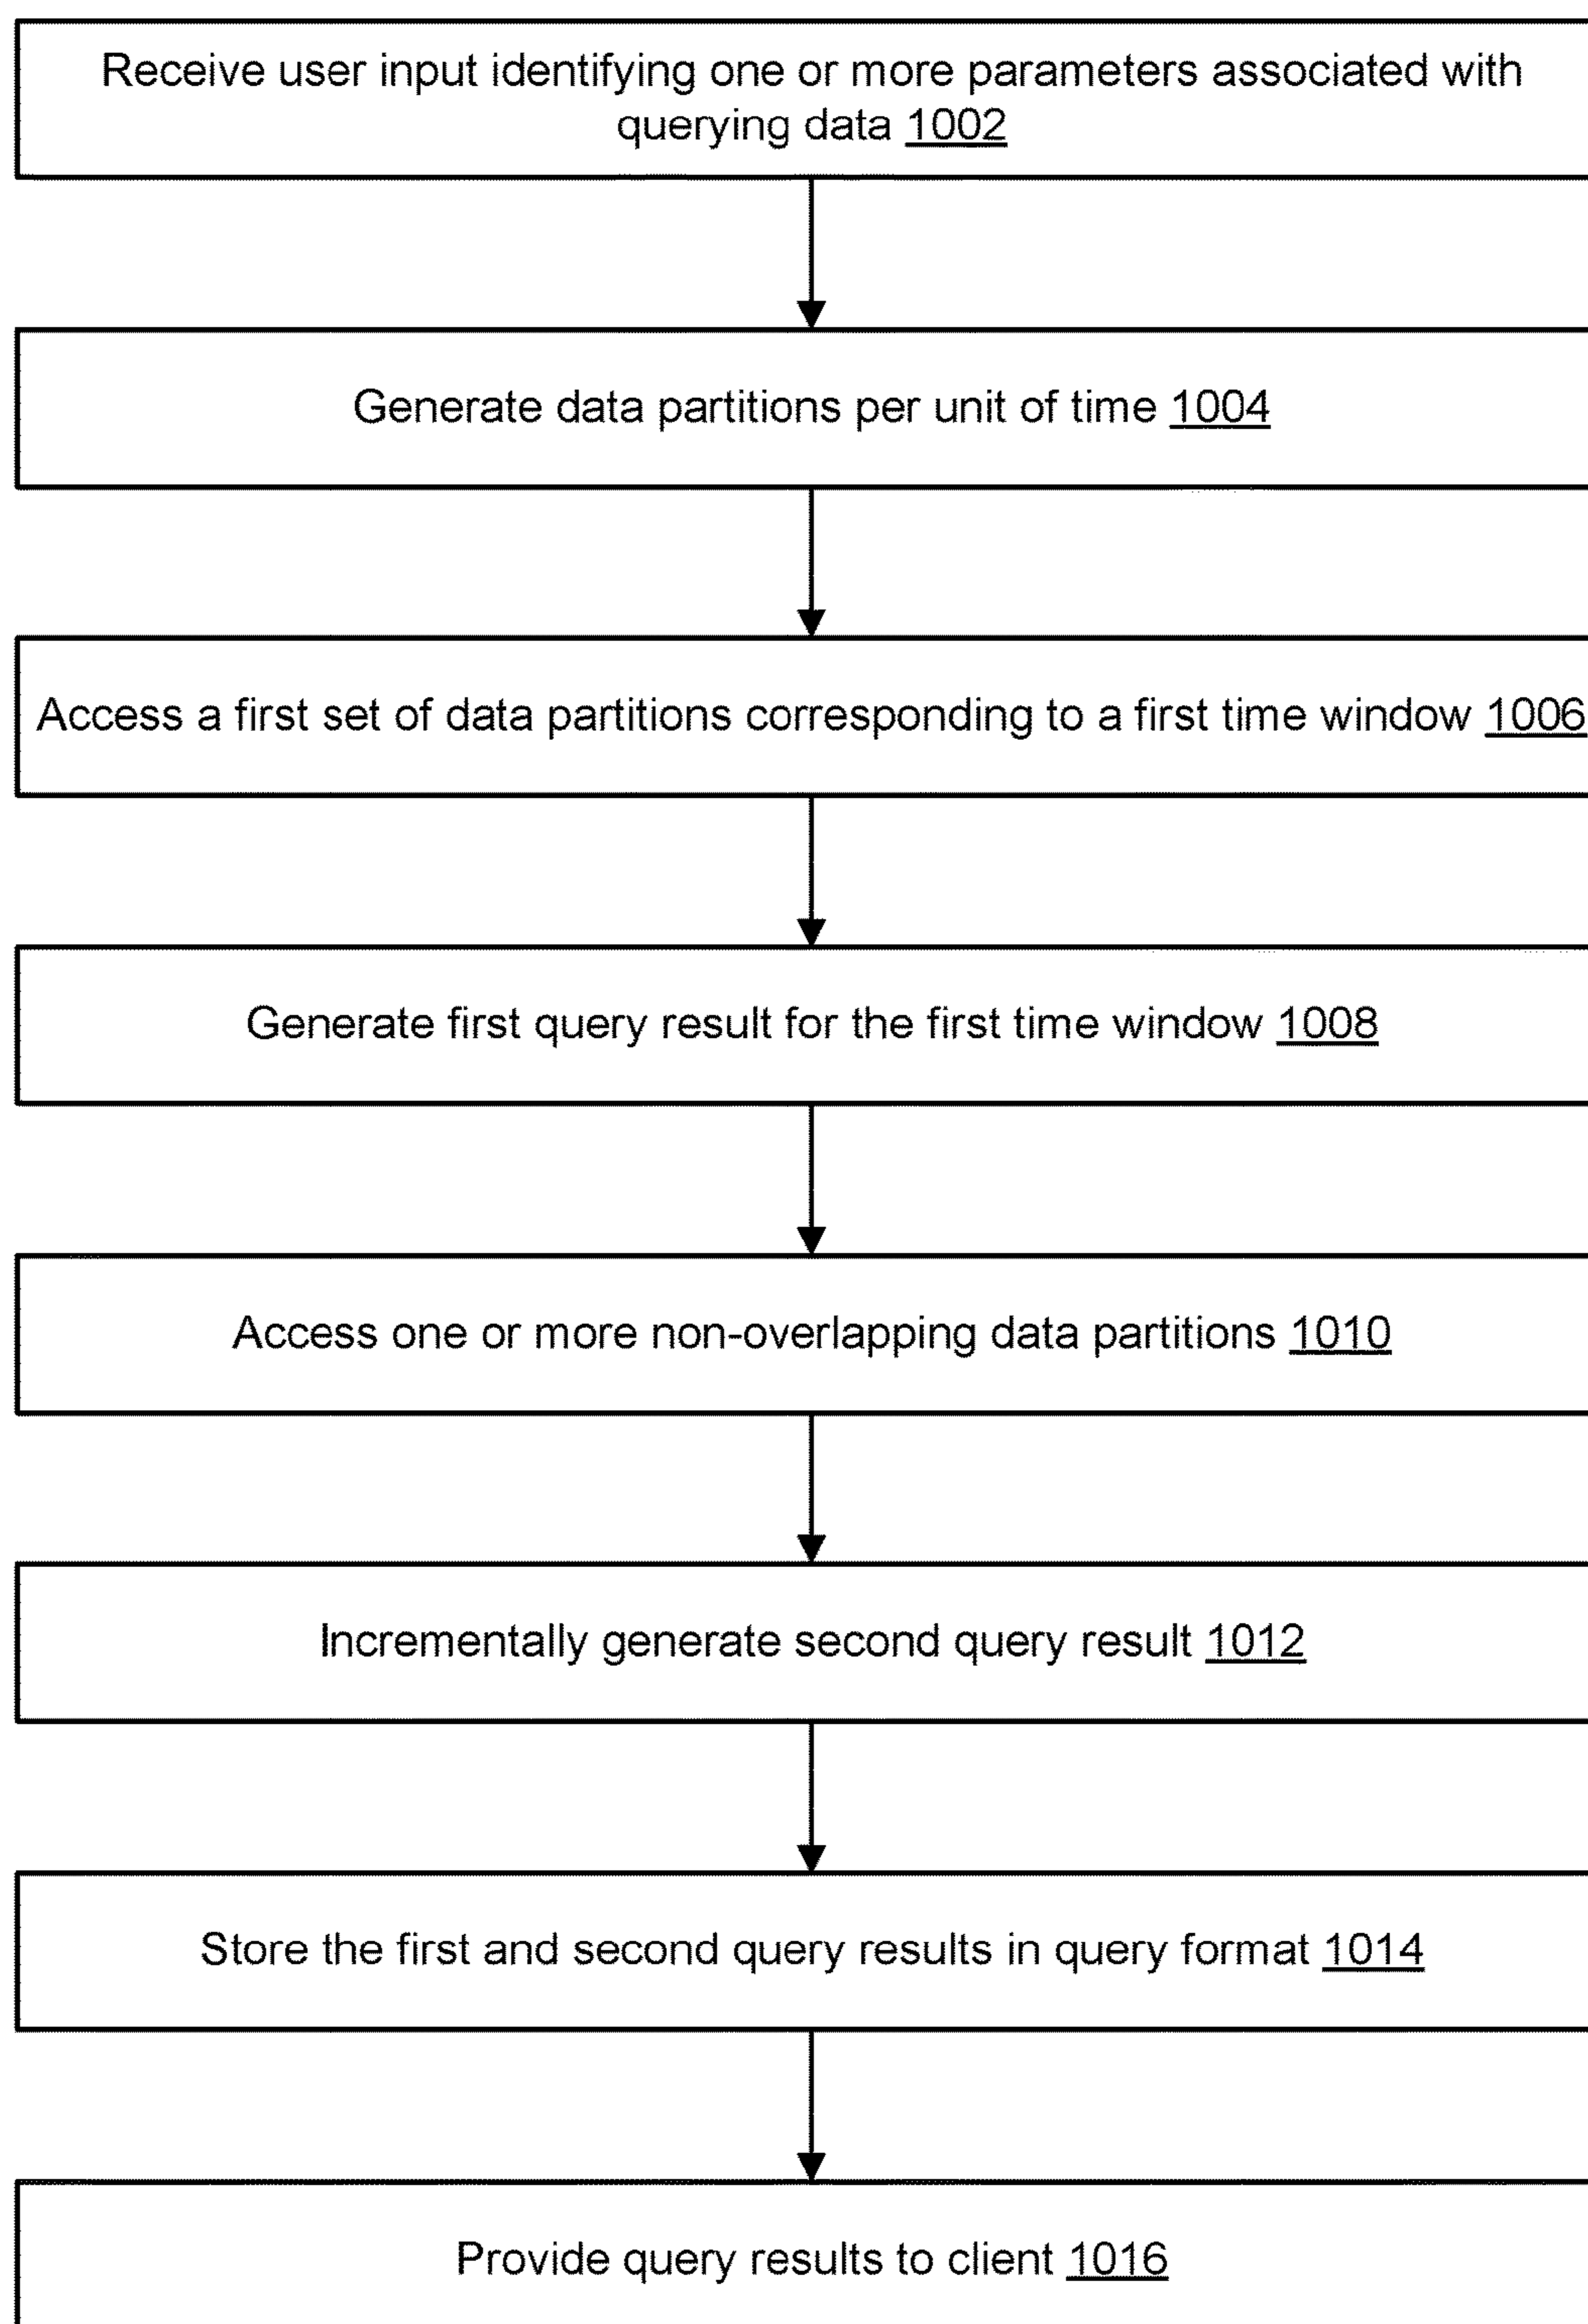 Receive user input identifying one or more parameters associated with
querying data 1002
Generate data partitions per unit of time 1004
Access a first set of data partitions corresponding to a first time window 1006
Generate first query result for the first time window 1008
Access one or more non-overlapping data partitions 1010
Incrementally generate second query result 1012
Store the first and second query results in query format 1014
Provide query results to client 1016